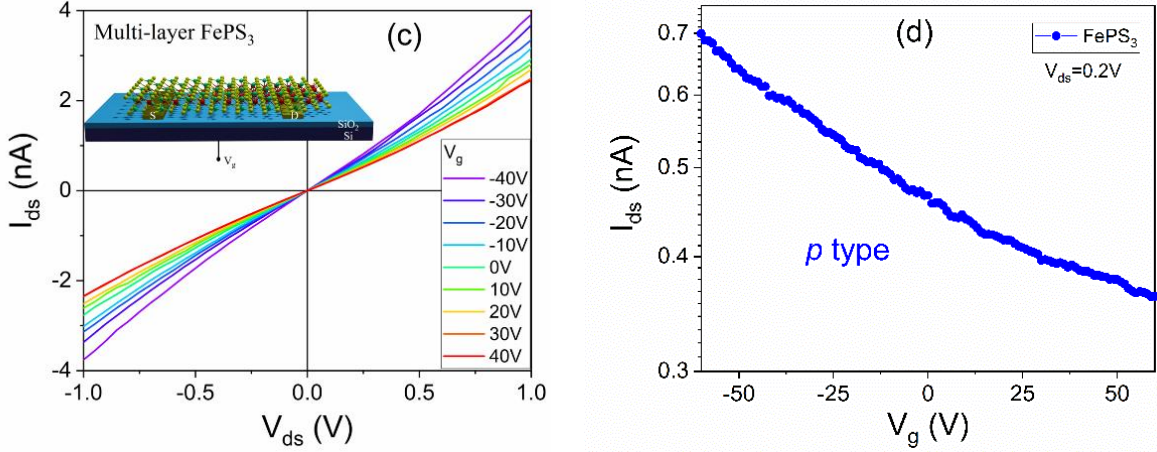 (c)
Multi-layer FePS3
S
D
SiO2
Si
Vg
Vg
-40V
-30V
-20V
-10V
0V
10V
20V
30V
40V
4
2
0
-2
-4
Ids (nA)
-1.0
-0.5
0.0
0.5
1.0
Vds (V)
(d)
FePS3
Vds=0.2V
p type
0.7
0.6
0.5
0.4
0.3
Ids (nA)
-50
-25
0
25
50
Vg (V)